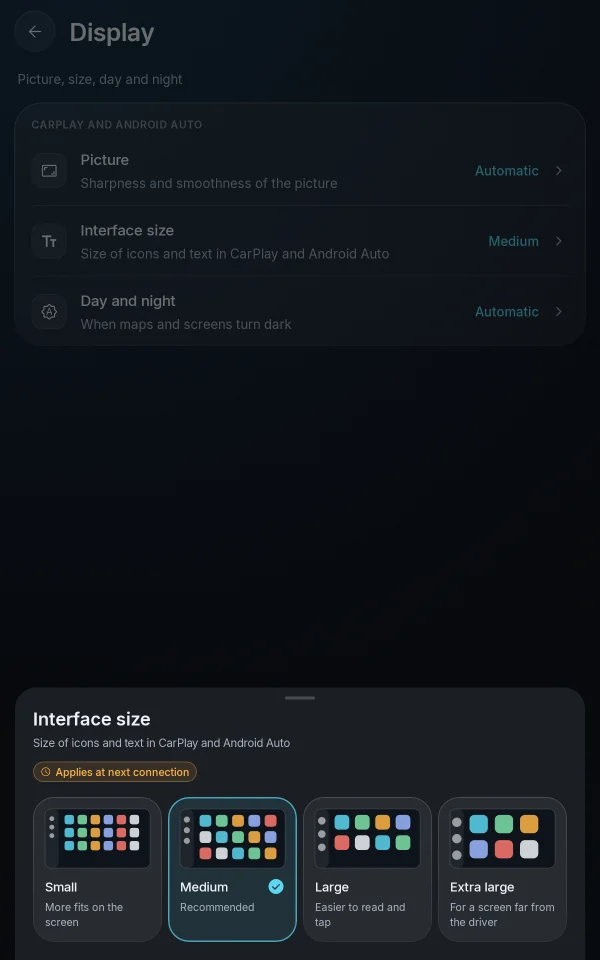 Display
Picture, size, day and night
CARPLAY AND ANDROID AUTO
Picture
Sharpness and smoothness of the picture
Automatic
Interface size
Size of icons and text in CarPlay and Android Auto
Medium
Day and night
When maps and screens turn dark
Automatic
Interface size
Size of icons and text in CarPlay and Android Auto
Applies at next connection
Small
More fits on the
screen
Medium
Recommended
Large
Easier to read and
tap
Extra large
For a screen far from
the driver